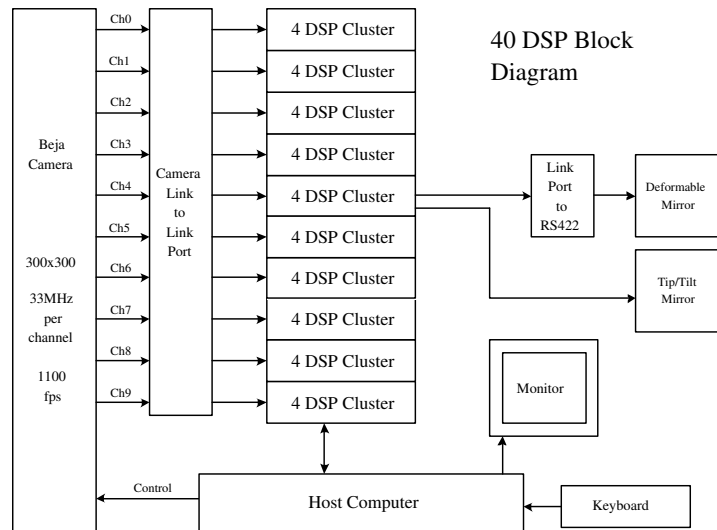 40 DSP Block
Diagram
Beja
Camera
300x300
33MHz
per
channel
1100
fps
Ch0
Ch1
Ch2
Ch3
Ch4
Ch5
Ch6
Ch7
Ch8
Ch9
Camera
Link
to
Link
Port
4 DSP Cluster
4 DSP Cluster
4 DSP Cluster
4 DSP Cluster
4 DSP Cluster
4 DSP Cluster
4 DSP Cluster
4 DSP Cluster
4 DSP Cluster
4 DSP Cluster
Link
Port
to
RS422
Deformable
Mirror
Tip/Tilt
Mirror
Monitor
Control
Host Computer
Keyboard